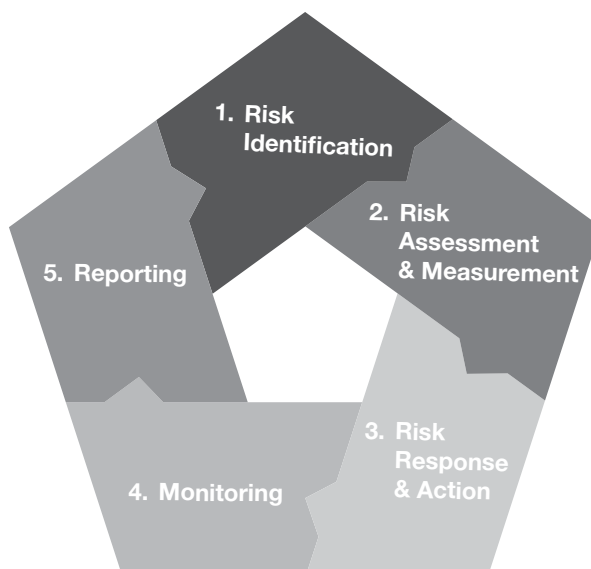 1. Risk
Identification
2. Risk
Assessment
& Measurement
3. Risk
Response
& Action
4. Monitoring
5. Reporting